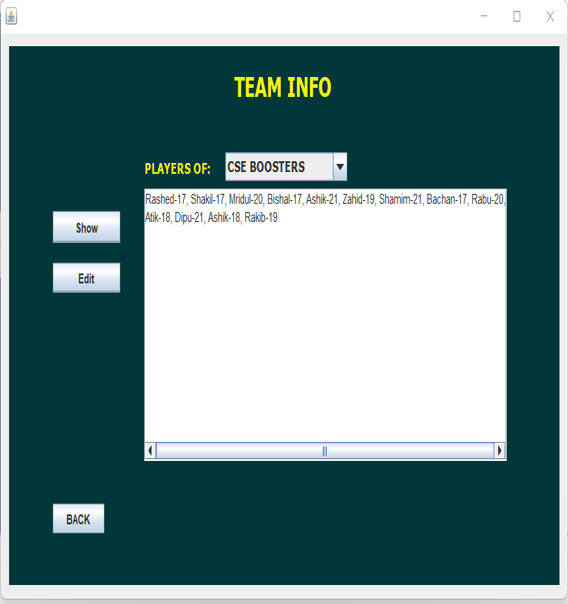 TEAM INFO
PLAYERS OF: CSE BOOSTERS
Rashed-17, Shakil-17, Mridul-20, Bishal-17, Ashik-21, Zahid-19, Shamim-21, Bachan-17, Rabu-20,
Atik-18, Dipu-21, Ashik-18, Rakib-19
Show
Edit
BACK